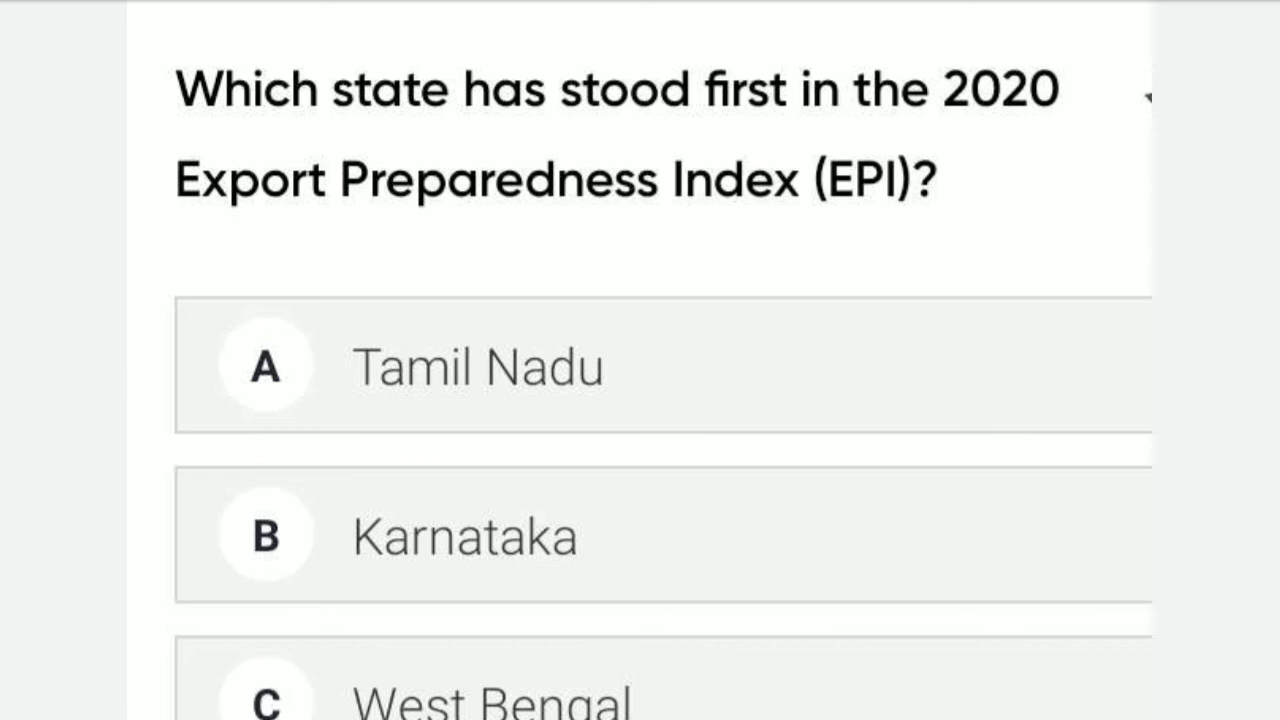 Which state has stood first in the 2020
Export Preparedness Index (EPI)?
A Tamil Nadu
B Karnataka
C West Bengal